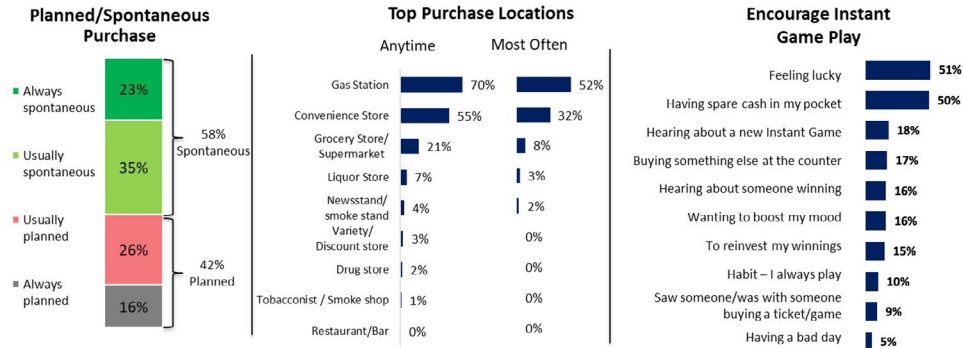 Planned/Spontaneous
Purchase
Always
spontaneous
Usually
spontaneous
Usually
planned
Always
planned
23%
35%
26%
16%
58%
Spontaneous
42%
Planned
Top Purchase Locations
Anytime
Most Often
Gas Station 70% 52%
Convenience Store 55% 32%
Grocery Store/
Supermarket 21% 8%
Liquor Store 7% 3%
Newsstand/
smoke stand 4% 2%
Variety/
Discount store 3% 0%
Drug store 2% 0%
Tobacconist / Smoke shop 1% 0%
Restaurant/Bar 0% 0%
Encourage Instant
Game Play
Feeling lucky 51%
Having spare cash in my pocket 50%
Hearing about a new Instant Game 18%
Buying something else at the counter 17%
Hearing about someone winning 16%
Wanting to boost my mood 16%
To reinvest my winnings 15%
Habit – I always play 10%
Saw someone/was with someone
buying a ticket/game 9%
Having a bad day 5%